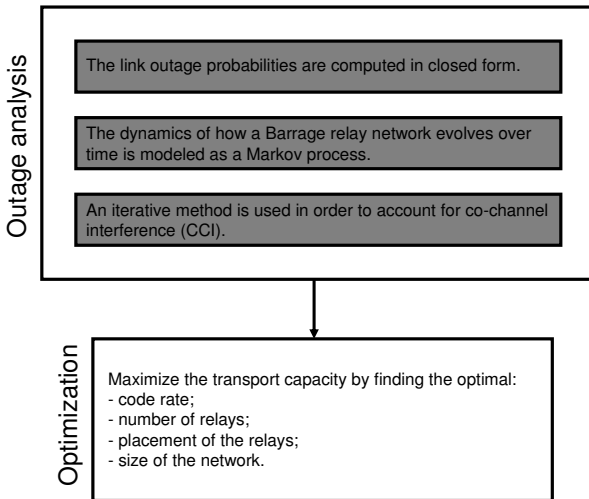 Outage analysis
The link outage probabilities are computed in closed form.
The dynamics of how a Barrage relay network evolves over
time is modeled as a Markov process.
An iterative method is used in order to account for co-channel
interference (CCI).
Optimization
Maximize the transport capacity by finding the optimal:
- code rate;
- number of relays;
- placement of the relays;
- size of the network.